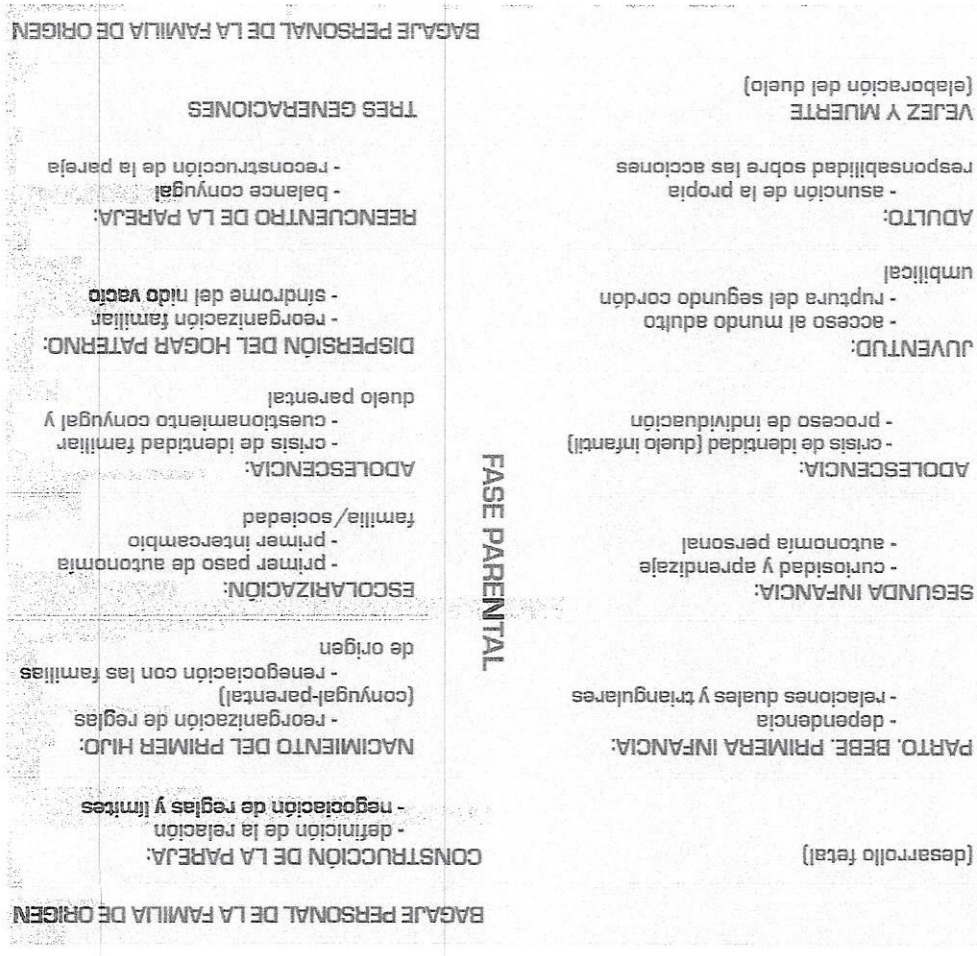 BAGAJE PERSONAL DE LA FAMILIA DE ORIGEN
(desarrollo fetal)
PARTO. BEBE. PRIMERA INFANCIA:
- dependencia
- relaciones duales y triangulares
SEGUNDA INFANCIA:
- curiosidad y aprendizaje
- autonomía personal
ADOLESCENCIA:
- crisis de identidad (duelo infantil)
- proceso de individuación
JUVENTUD:
- acceso al mundo adulto
- ruptura del segundo cordón
umbilical
ADULTO:
- asunción de la propia
responsabilidad sobre las acciones
VEJEZ Y MUERTE
(elaboración del duelo)
FASE PARENTAL
CONSTRUCCIÓN DE LA PAREJA:
- definición de la relación
- negociación de reglas y límites
NACIMIENTO DEL PRIMER HIJO:
- reorganización de reglas
(conyugal-parental)
- renegociación con las familias
de origen
ESCOLARIZACIÓN:
- primer paso de autonomía
- primer intercambio
familia/sociedad
ADOLESCENCIA:
- crisis de identidad familiar
- cuestionamiento conyugal y
duelo parental
DISPERSIÓN DEL HOGAR PATERNO:
- reorganización familiar
- síndrome del nido vacío
REENCUENTRO DE LA PAREJA:
- balance conyugal
- reconstrucción de la pareja
TRES GENERACIONES
BAGAJE PERSONAL DE LA FAMILIA DE ORIGEN